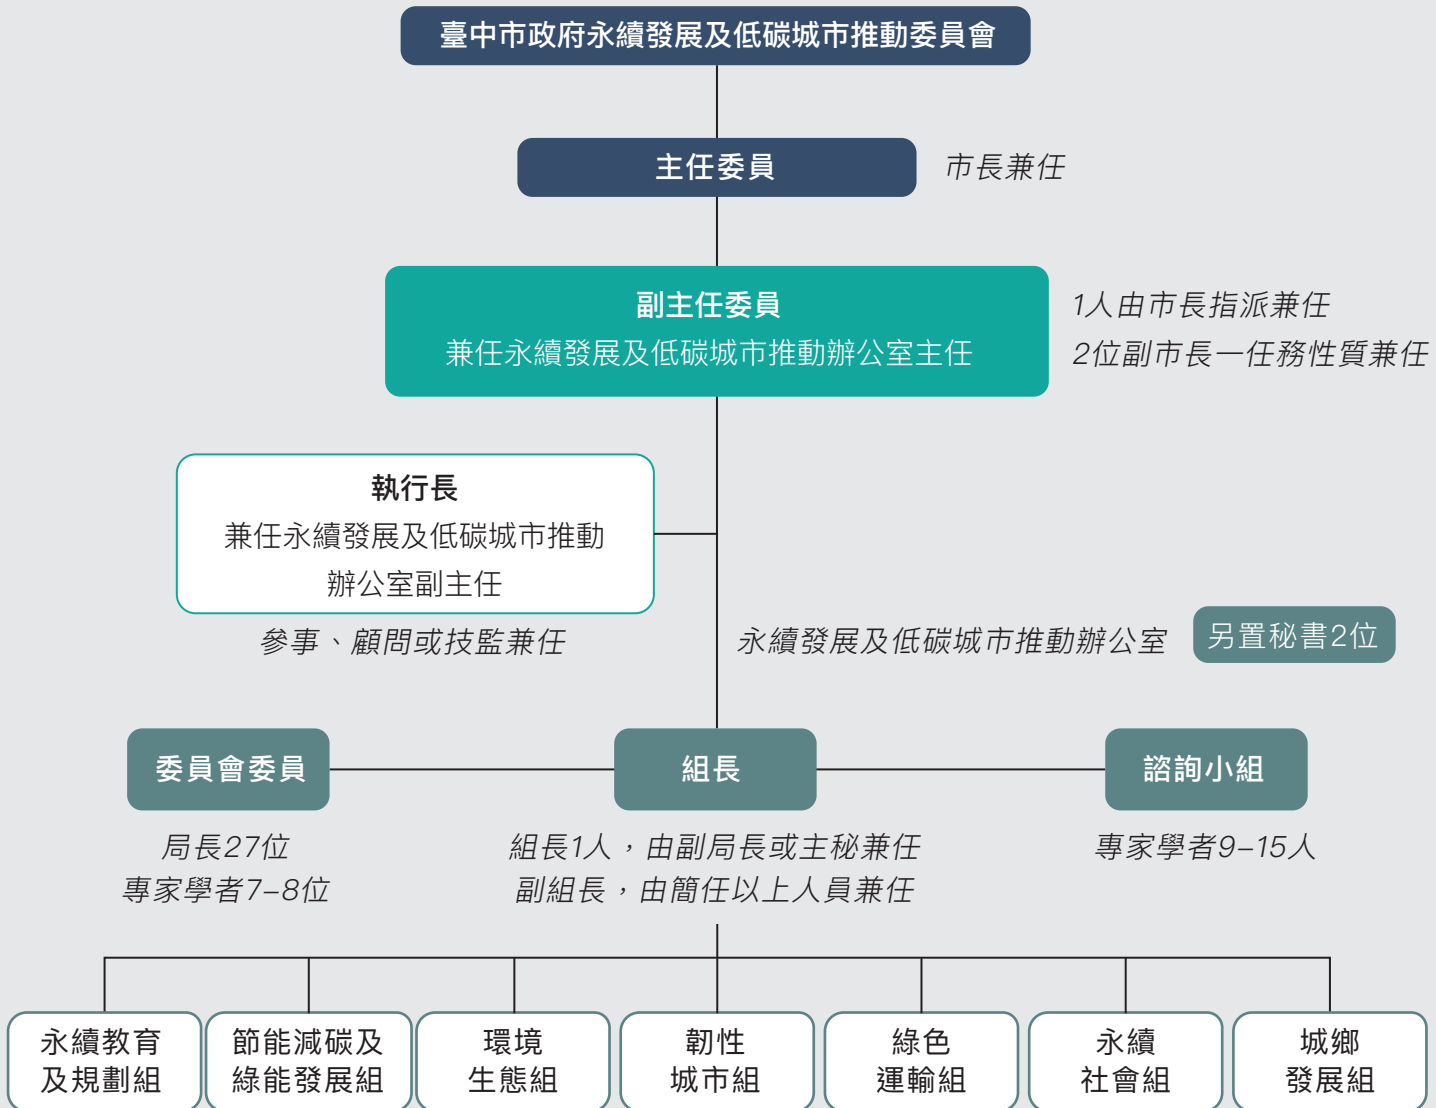 臺中市政府永續發展及低碳城市推動委員會
主任委員
市長兼任
副主任委員
兼任永續發展及低碳城市推動辦公室主任
1人由市長指派兼任
2位副市長一任務性質兼任
執行長
兼任永續發展及低碳城市推動
辦公室副主任
參事、顧問或技監兼任
永續發展及低碳城市推動辦公室
另置秘書2位
委員會委員
組長
諮詢小組
局長27位
專家學者7–8位
組長1人，由副局長或主秘兼任
副組長，由簡任以上人員兼任
專家學者9–15人
永續教育
及規劃組
節能減碳及
綠能發展組
環境
生態組
韌性
城市組
綠色
運輸組
永續
社會組
城鄉
發展組